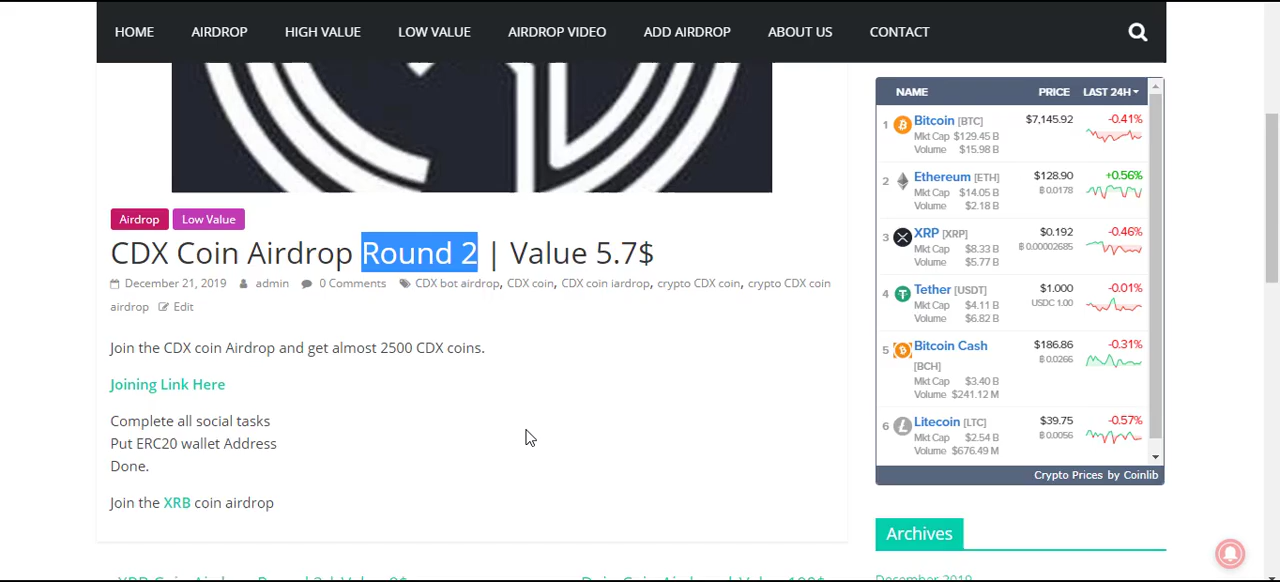 HOME AIRDROP HIGH VALUE LOW VALUE AIRDROP VIDEO ADD AIRDROP ABOUT US CONTACT
Airdrop Low Value
CDX Coin Airdrop Round 2 | Value 5.7$
December 21, 2019 admin 0 Comments CDX bot airdrop, CDX coin, CDX coin iardrop, crypto CDX coin, crypto CDX coin
airdrop Edit
Join the CDX coin Airdrop and get almost 2500 CDX coins.
Joining Link Here
Complete all social tasks
Put ERC20 wallet Address
Done.
Join the XRB coin airdrop
NAME PRICE LAST 24H
1 Bitcoin [BTC] $7,145.92 -0.41%
Mkt Cap $129.45 B
Volume $15.98 B
2 Ethereum [ETH] $128.90 +0.56%
Mkt Cap $14.05 B ฿ 0.0178
Volume $2.18 B
3 XRP [XRP] $0.192 -0.46%
Mkt Cap $8.33 B ฿ 0.00002685
Volume $5.77 B
4 Tether [USDT] $1.000 -0.01%
Mkt Cap $4.11 B USDC 1.00
Volume $6.82 B
5 Bitcoin Cash $186.86 -0.31%
[BCH] ฿ 0.0266
Mkt Cap $3.40 B
Volume $241.12 M
6 Litecoin [LTC] $39.75 -0.57%
Mkt Cap $2.54 B ฿ 0.0056
Volume $676.49 M
Crypto Prices by Coinlib
Archives